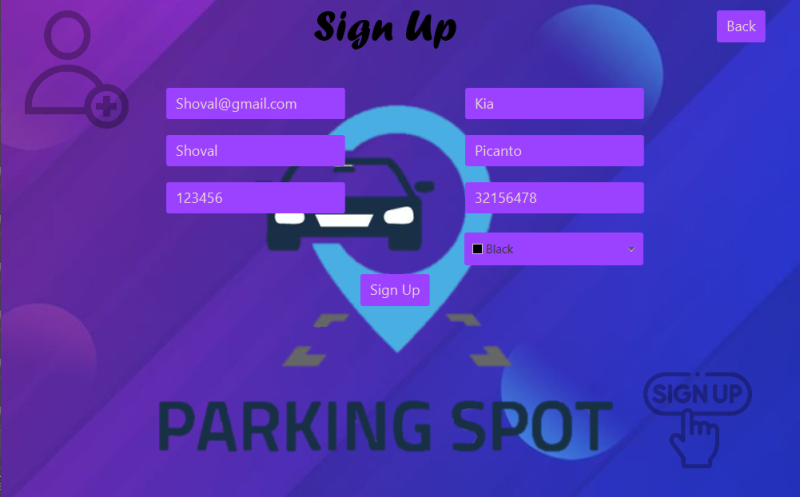 Sign Up
Back
Shoval@gmail.com
Kia
Shoval
Picanto
123456
32156478
Black
Sign Up
SIGN UP
PARKING SPOT